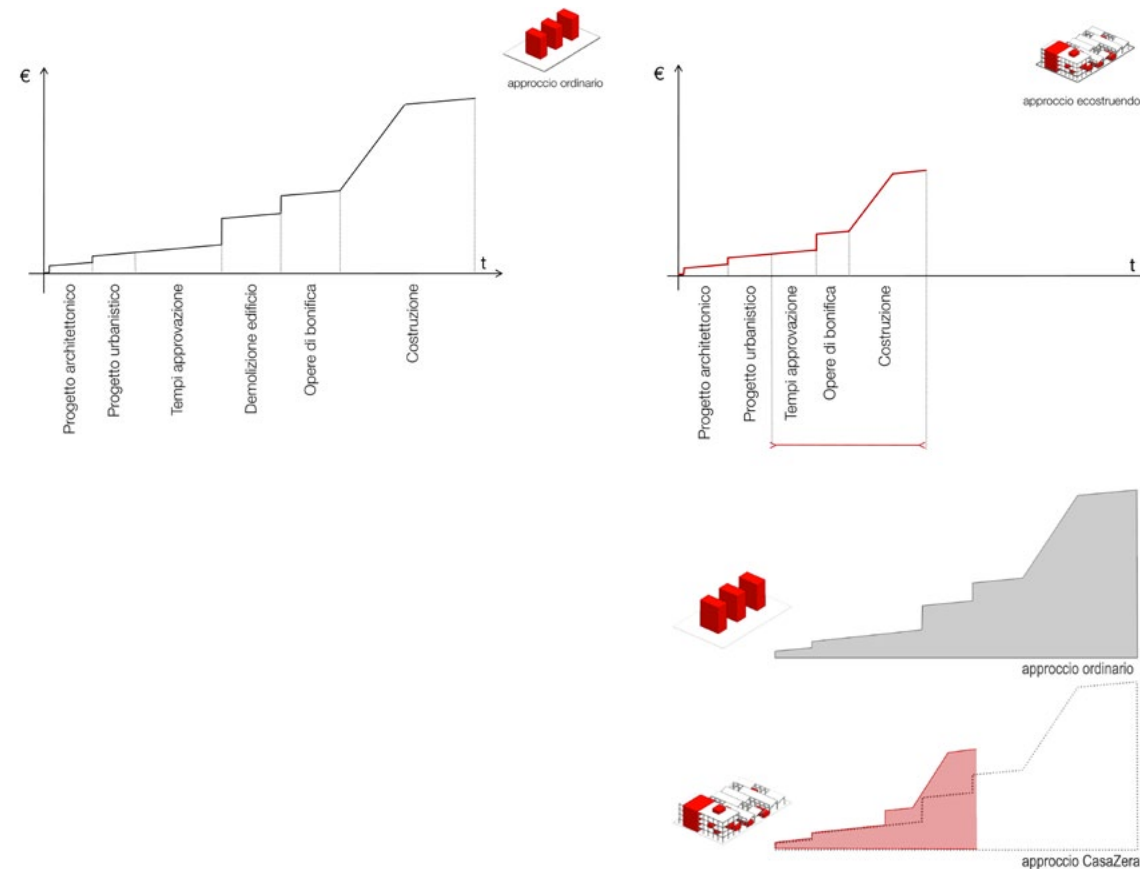 approccio ordinario
€
t
Progetto architettonico
Progetto urbanistico
Tempi approvazione
Demolizione edificio
Opere di bonifica
Costruzione
approccio ecostruendo
€
t
Progetto architettonico
Progetto urbanistico
Tempi approvazione
Opere di bonifica
Costruzione
approccio ordinario
approccio CasaZera